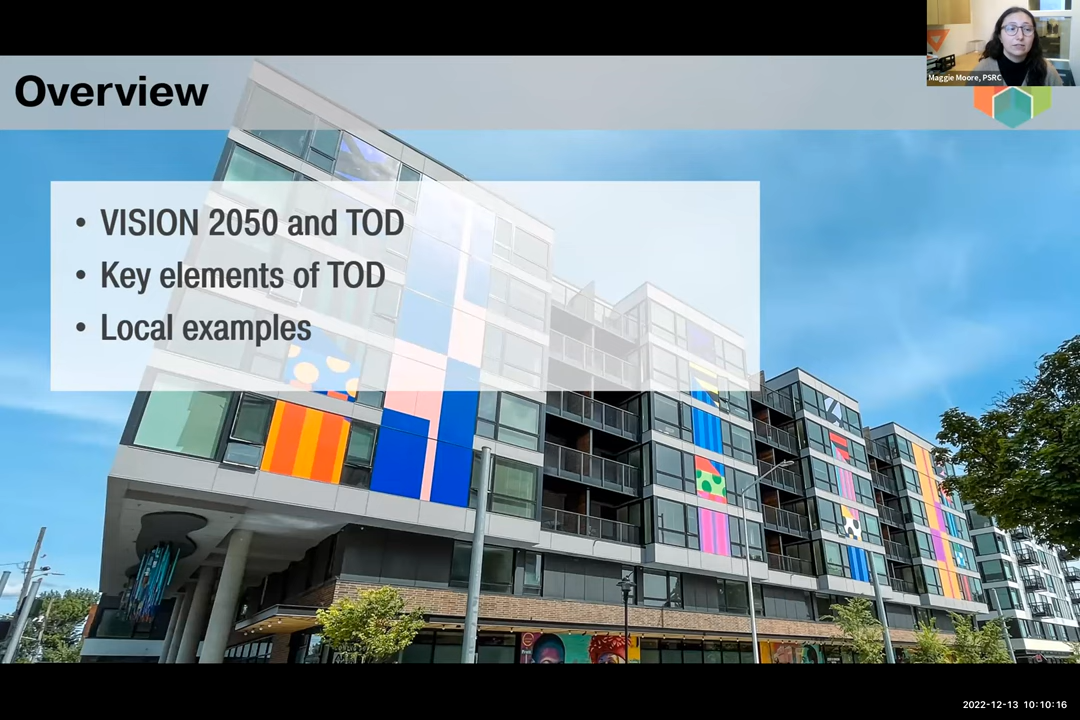 Maggie Moore, PSRC
Overview
• VISION 2050 and TOD
• Key elements of TOD
• Local examples
2022-12-13 10:10:16